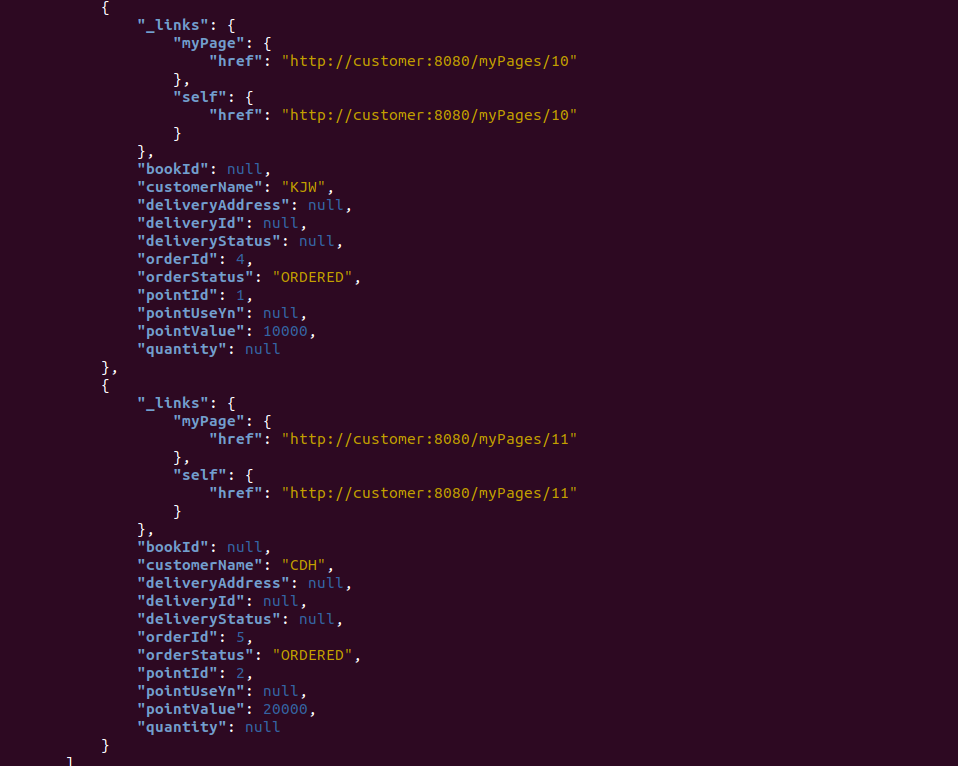 {
"_links": {
"myPage": {
"href": "http://customer:8080/myPages/10"
},
"self": {
"href": "http://customer:8080/myPages/10"
}
},
"bookId": null,
"customerName": "KJW",
"deliveryAddress": null,
"deliveryId": null,
"deliveryStatus": null,
"orderId": 4,
"orderStatus": "ORDERED",
"pointId": 1,
"pointUseYn": null,
"pointValue": 10000,
"quantity": null
},
{
"_links": {
"myPage": {
"href": "http://customer:8080/myPages/11"
},
"self": {
"href": "http://customer:8080/myPages/11"
}
},
"bookId": null,
"customerName": "CDH",
"deliveryAddress": null,
"deliveryId": null,
"deliveryStatus": null,
"orderId": 5,
"orderStatus": "ORDERED",
"pointId": 2,
"pointUseYn": null,
"pointValue": 20000,
"quantity": null
}
]